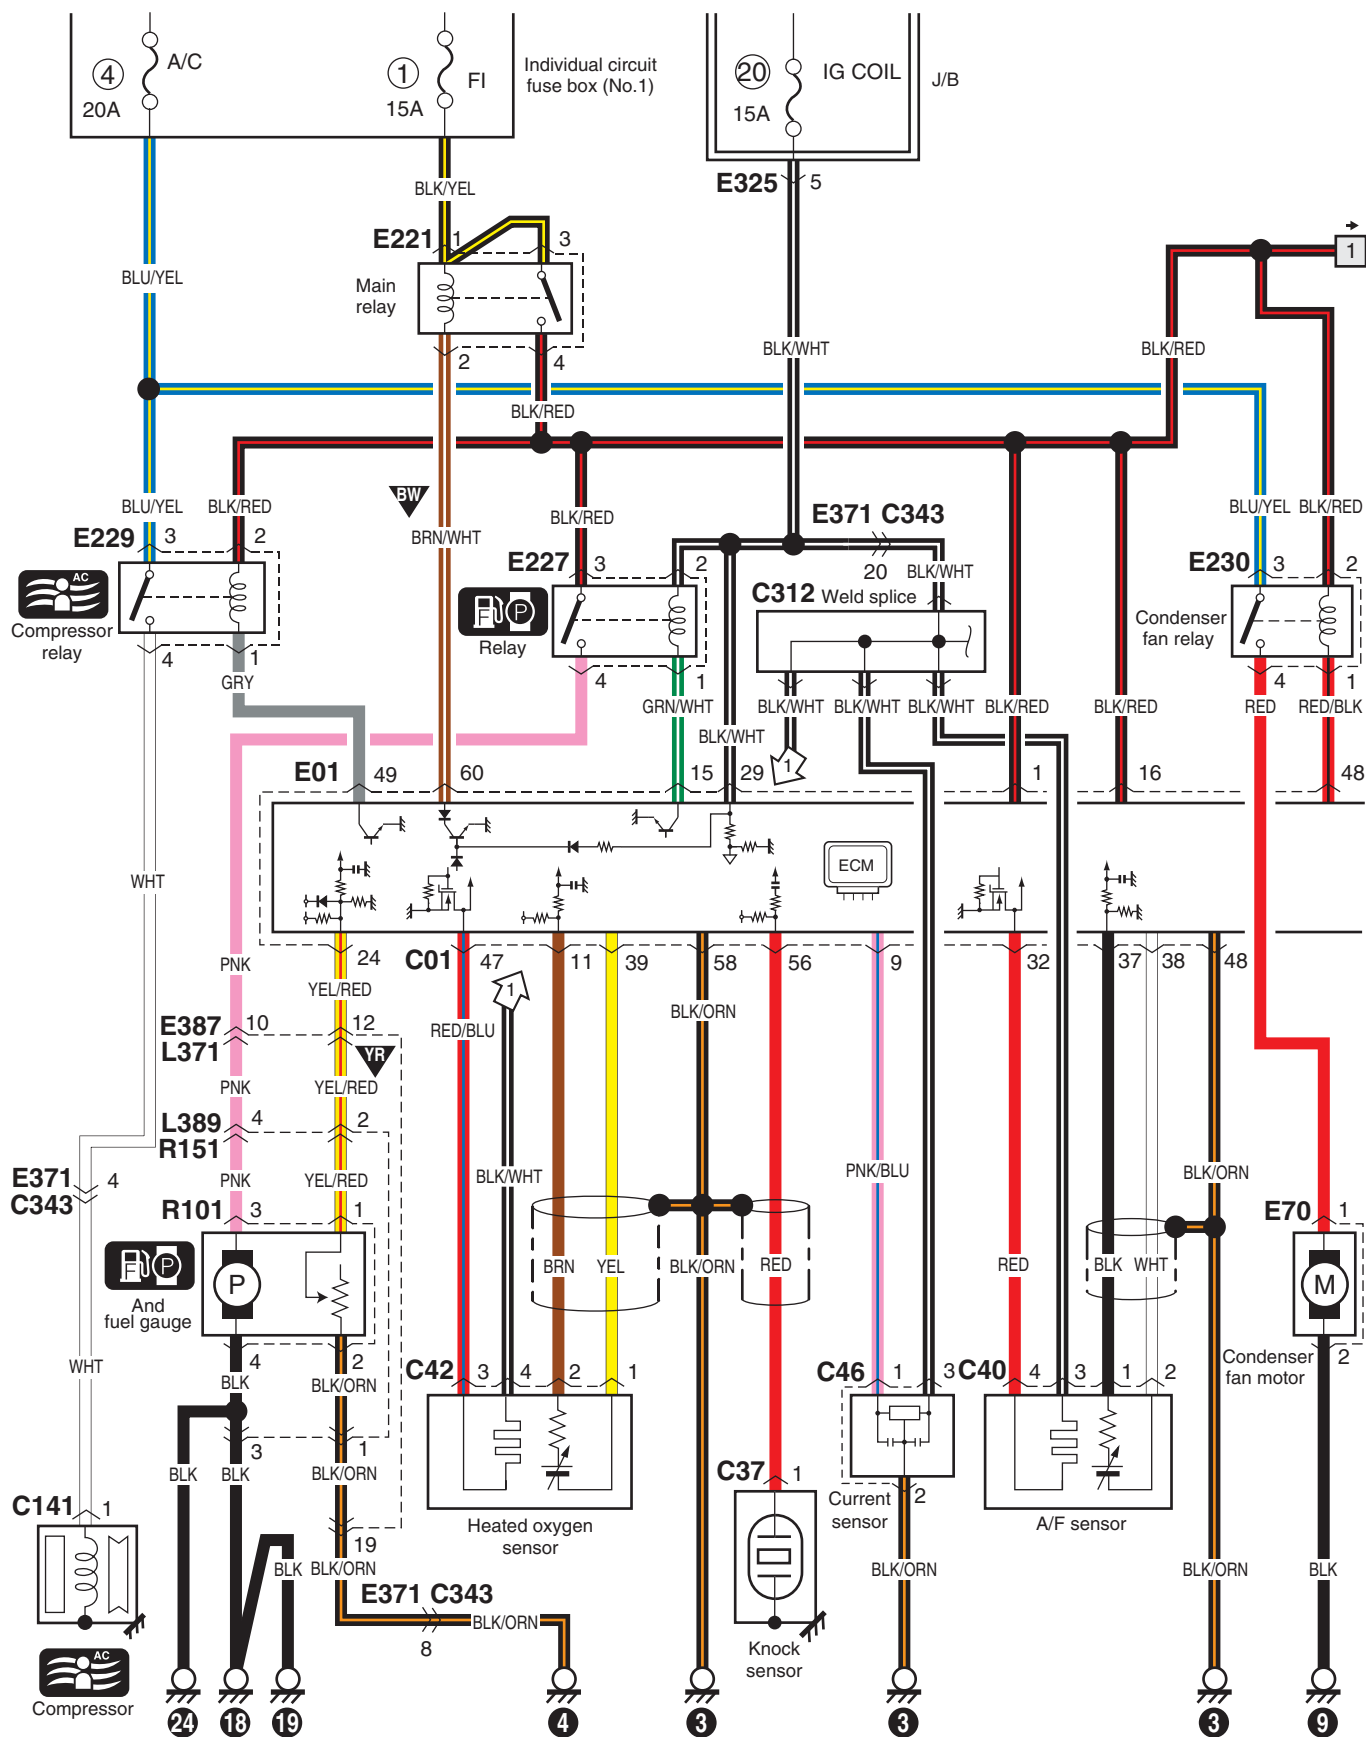 4
A/C
20A
1
FI
15A
Individual circuit
fuse box (No.1)
20
IG COIL
15A
J/B
E325 5
BLK/YEL
E221 1 3
1
Main
relay
BLU/YEL
BLK/WHT
BLK/RED
2 4
BLK/RED
BW
BLU/YEL BLK/RED
BRN/WHT
BLK/RED
E371 C343
20
BLK/WHT
BLU/YEL BLK/RED
E229 3 2
AC
Compressor
relay
4 1
GRY
E227 3 2
F P
Relay
4 1
GRN/WHT
C312 Weld splice
E230 3 2
Condenser
fan relay
4 1
RED RED/BLK
BLK/WHT
BLK/WHT
BLK/WHT
BLK/WHT
BLK/RED
BLK/RED
1
E01 49 60 15 29 1 16 48
ECM
WHT
24
C01 47 11 39 58 56 9 32 37 38 48
PNK
YEL/RED
1
RED/BLU
BLK/ORN
E387 10 12
L371
YR
PNK YEL/RED
L389 4 2
R151
PNK YEL/RED
E371 4
C343
BLK/WHT
PNK/BLU
BLK/ORN
R101 3 1
E70 1
F P
And
fuel gauge
P
BRN YEL BLK/ORN RED RED BLK WHT
M
Condenser
fan motor
2
WHT
4 2
BLK BLK/ORN
C42 3 4 2 1
C46 1 3
C40 4 3 1 2
3 1
BLK BLK BLK/ORN
C37 1
Current
sensor
2
C141 1
19
Heated oxygen
sensor
A/F sensor
BLK BLK/ORN
E371 C343
8
BLK/ORN
BLK/ORN
BLK/ORN
BLK
Knock
sensor
AC
Compressor
24 18 19 4 3 3 3 9